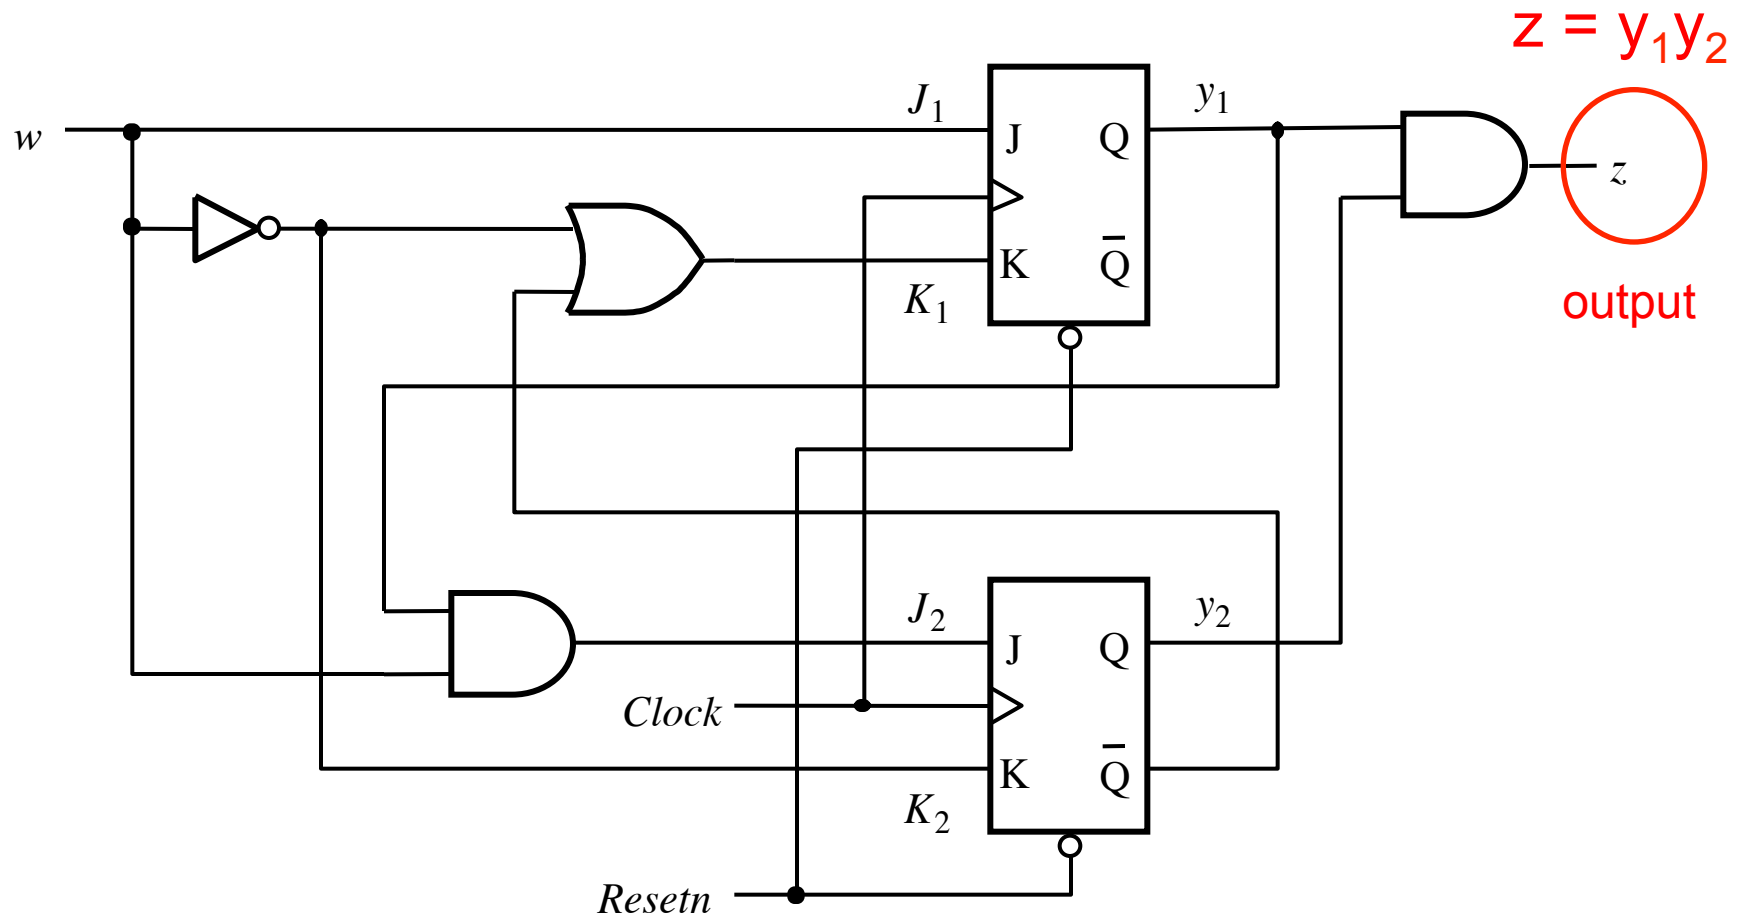 z = y₁y₂
w
J₁
J
Q
y₁
z
K
Q̅
K₁
output
J₂
J
Q
y₂
Clock
K
Q̅
K₂
Resetn